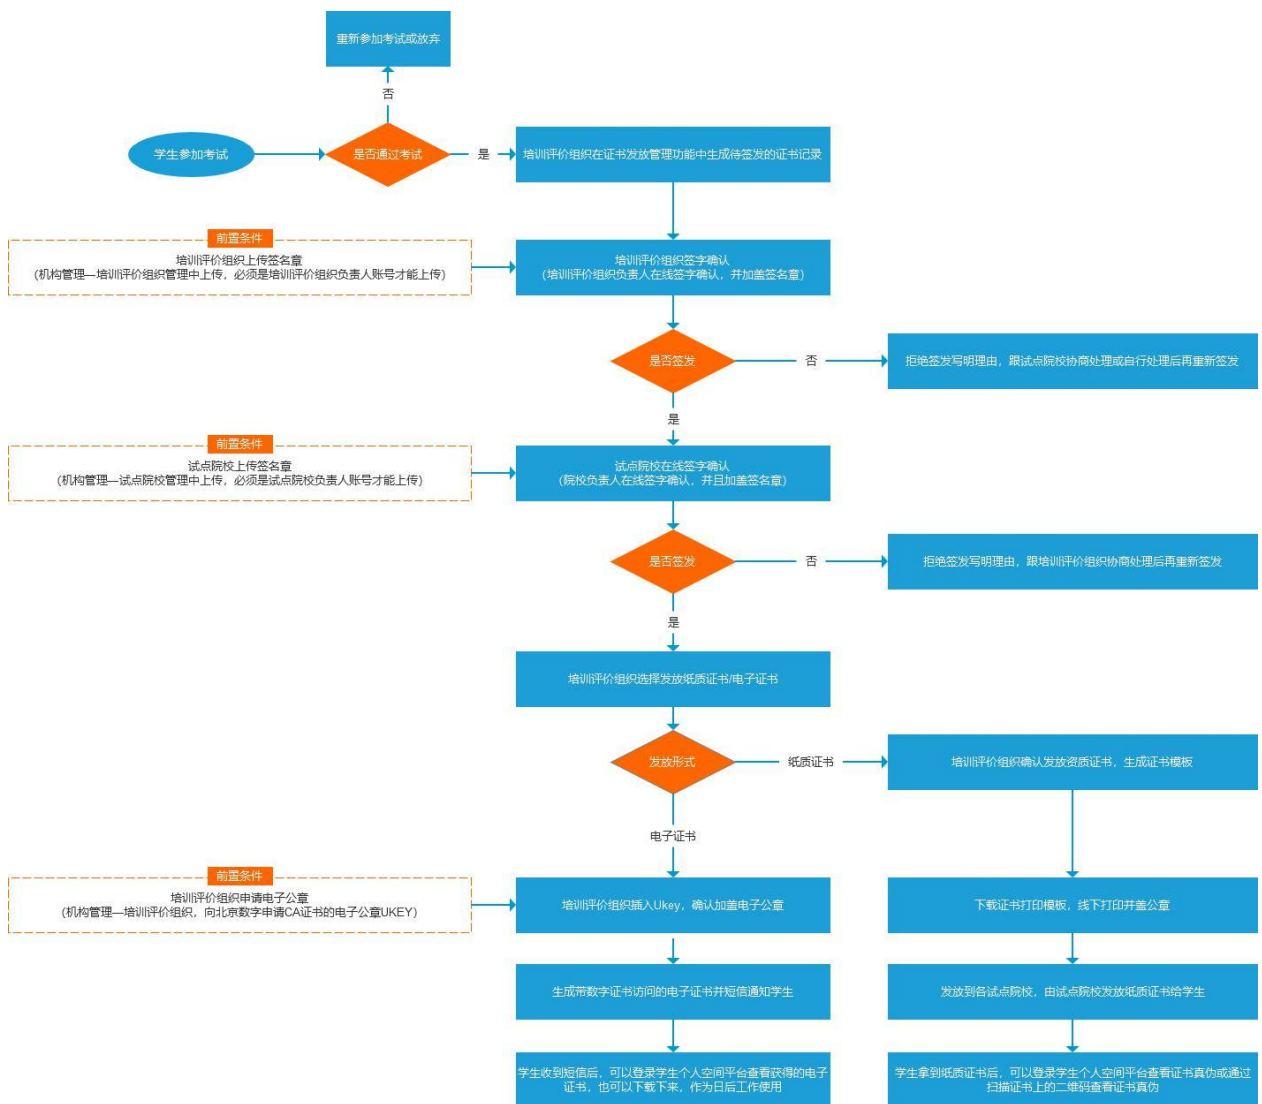 重新参加考试或放弃
否
学生参加考试
是否通过考试
是
培训评价组织在证书发放管理功能中生成待签发的证书记录
前置条件
培训评价组织上传签名章
（机构管理—培训评价组织管理中上传，必须是培训评价组织负责人账号才能上传）
培训评价组织签字确认
（培训评价组织负责人在线签字确认，并加盖签名章）
是否签发
否
拒绝签发写明理由，跟试点院校协商处理或自行处理后再重新签发
是
前置条件
试点院校上传签名章
（机构管理—试点院校管理中上传，必须是试点院校负责人账号才能上传）
试点院校在线签字确认
（院校负责人在线签字确认，并且加盖签名章）
是否签发
否
拒绝签发写明理由，跟培训评价组织协商处理后再重新签发
是
培训评价组织选择发放纸质证书/电子证书
发放形式
纸质证书
培训评价组织确认发放资质证书，生成证书模板
电子证书
前置条件
培训评价组织申请电子公章
（机构管理—培训评价组织，向北京数字申请CA证书的电子公章UKEY）
培训评价组织插入Ukey，确认加盖电子公章
下载证书打印模板，线下打印并盖公章
生成带数字证书访问的电子证书并短信通知学生
发放到各试点院校，由试点院校发放纸质证书给学生
学生收到短信后，可以登录学生个人空间平台查看获得的电子
证书，也可以下载下来，作为日后工作使用
学生拿到纸质证书后，可以登录学生个人空间平台查看证书真伪或通过
扫描证书上的二维码查看证书真伪